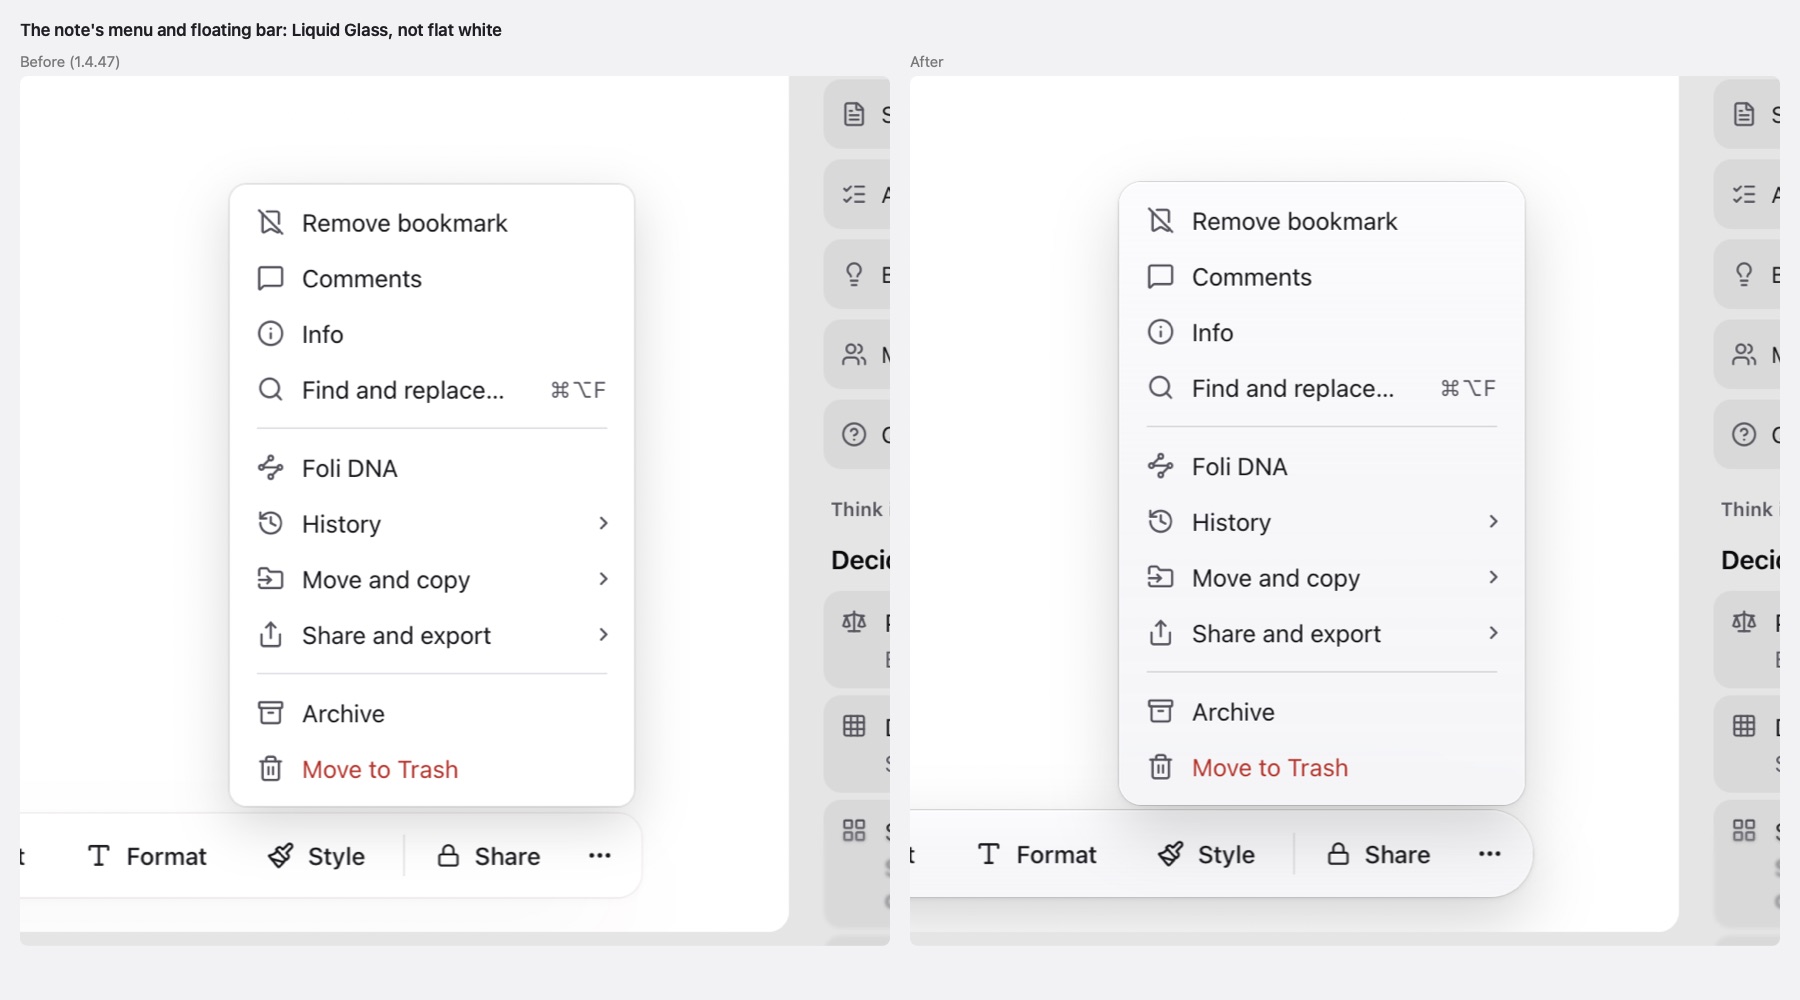 The note's menu and floating bar: Liquid Glass, not flat white
Before (1.4.47)
Remove bookmark
Comments
Info
Find and replace... ⌘⌥F
Foli DNA
History
Move and copy
Share and export
Archive
Move to Trash
Format Style Share
Think
After
Remove bookmark
Comments
Info
Find and replace... ⌘⌥F
Foli DNA
History
Move and copy
Share and export
Archive
Move to Trash
Format Style Share
Think